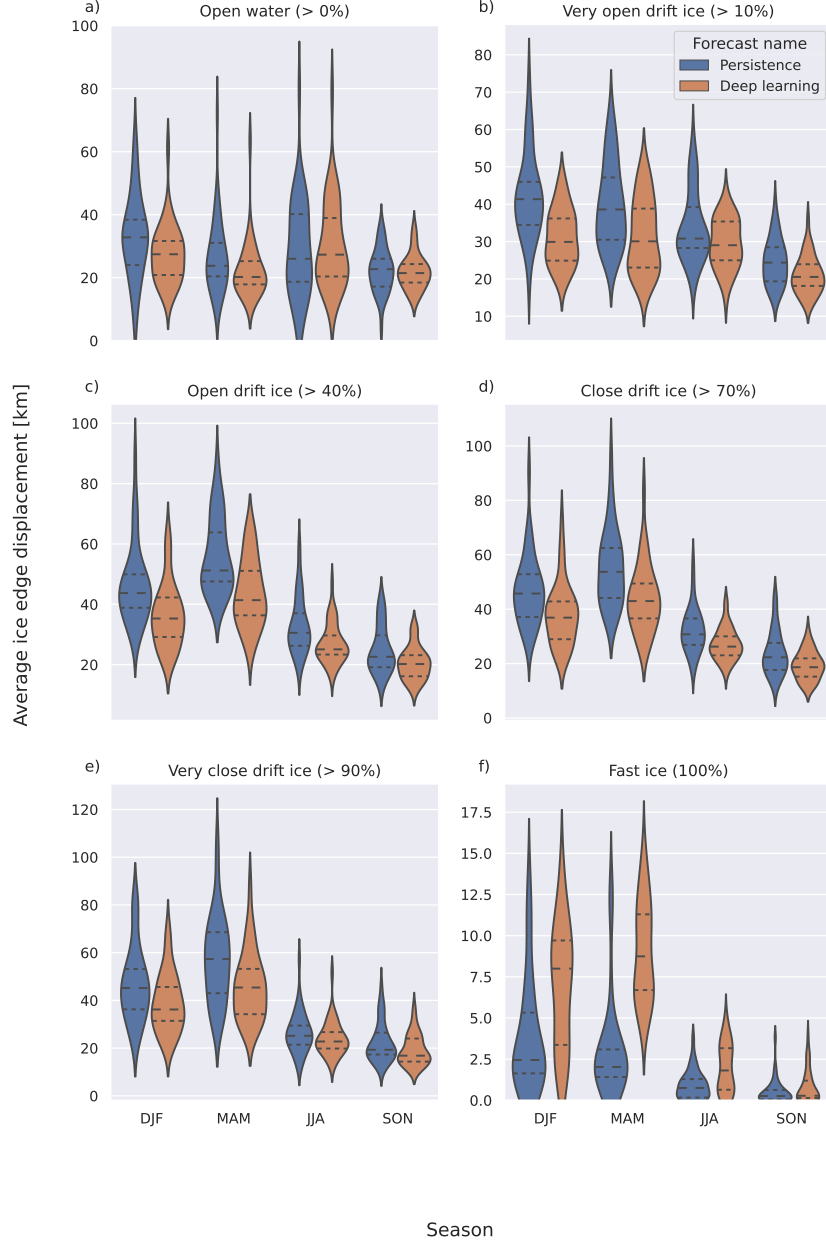 a)
Open water (> 0%)
100
80
60
40
20
0
b)
Very open drift ice (> 10%)
Forecast name
Persistence
Deep learning
80
70
60
50
40
30
20
10
Average ice edge displacement [km]
c)
Open drift ice (> 40%)
100
80
60
40
20
d)
Close drift ice (> 70%)
100
80
60
40
20
0
e)
Very close drift ice (> 90%)
120
100
80
60
40
20
0
DJF MAM JJA SON
f)
Fast ice (100%)
17.5
15.0
12.5
10.0
7.5
5.0
2.5
0.0
DJF MAM JJA SON
Season